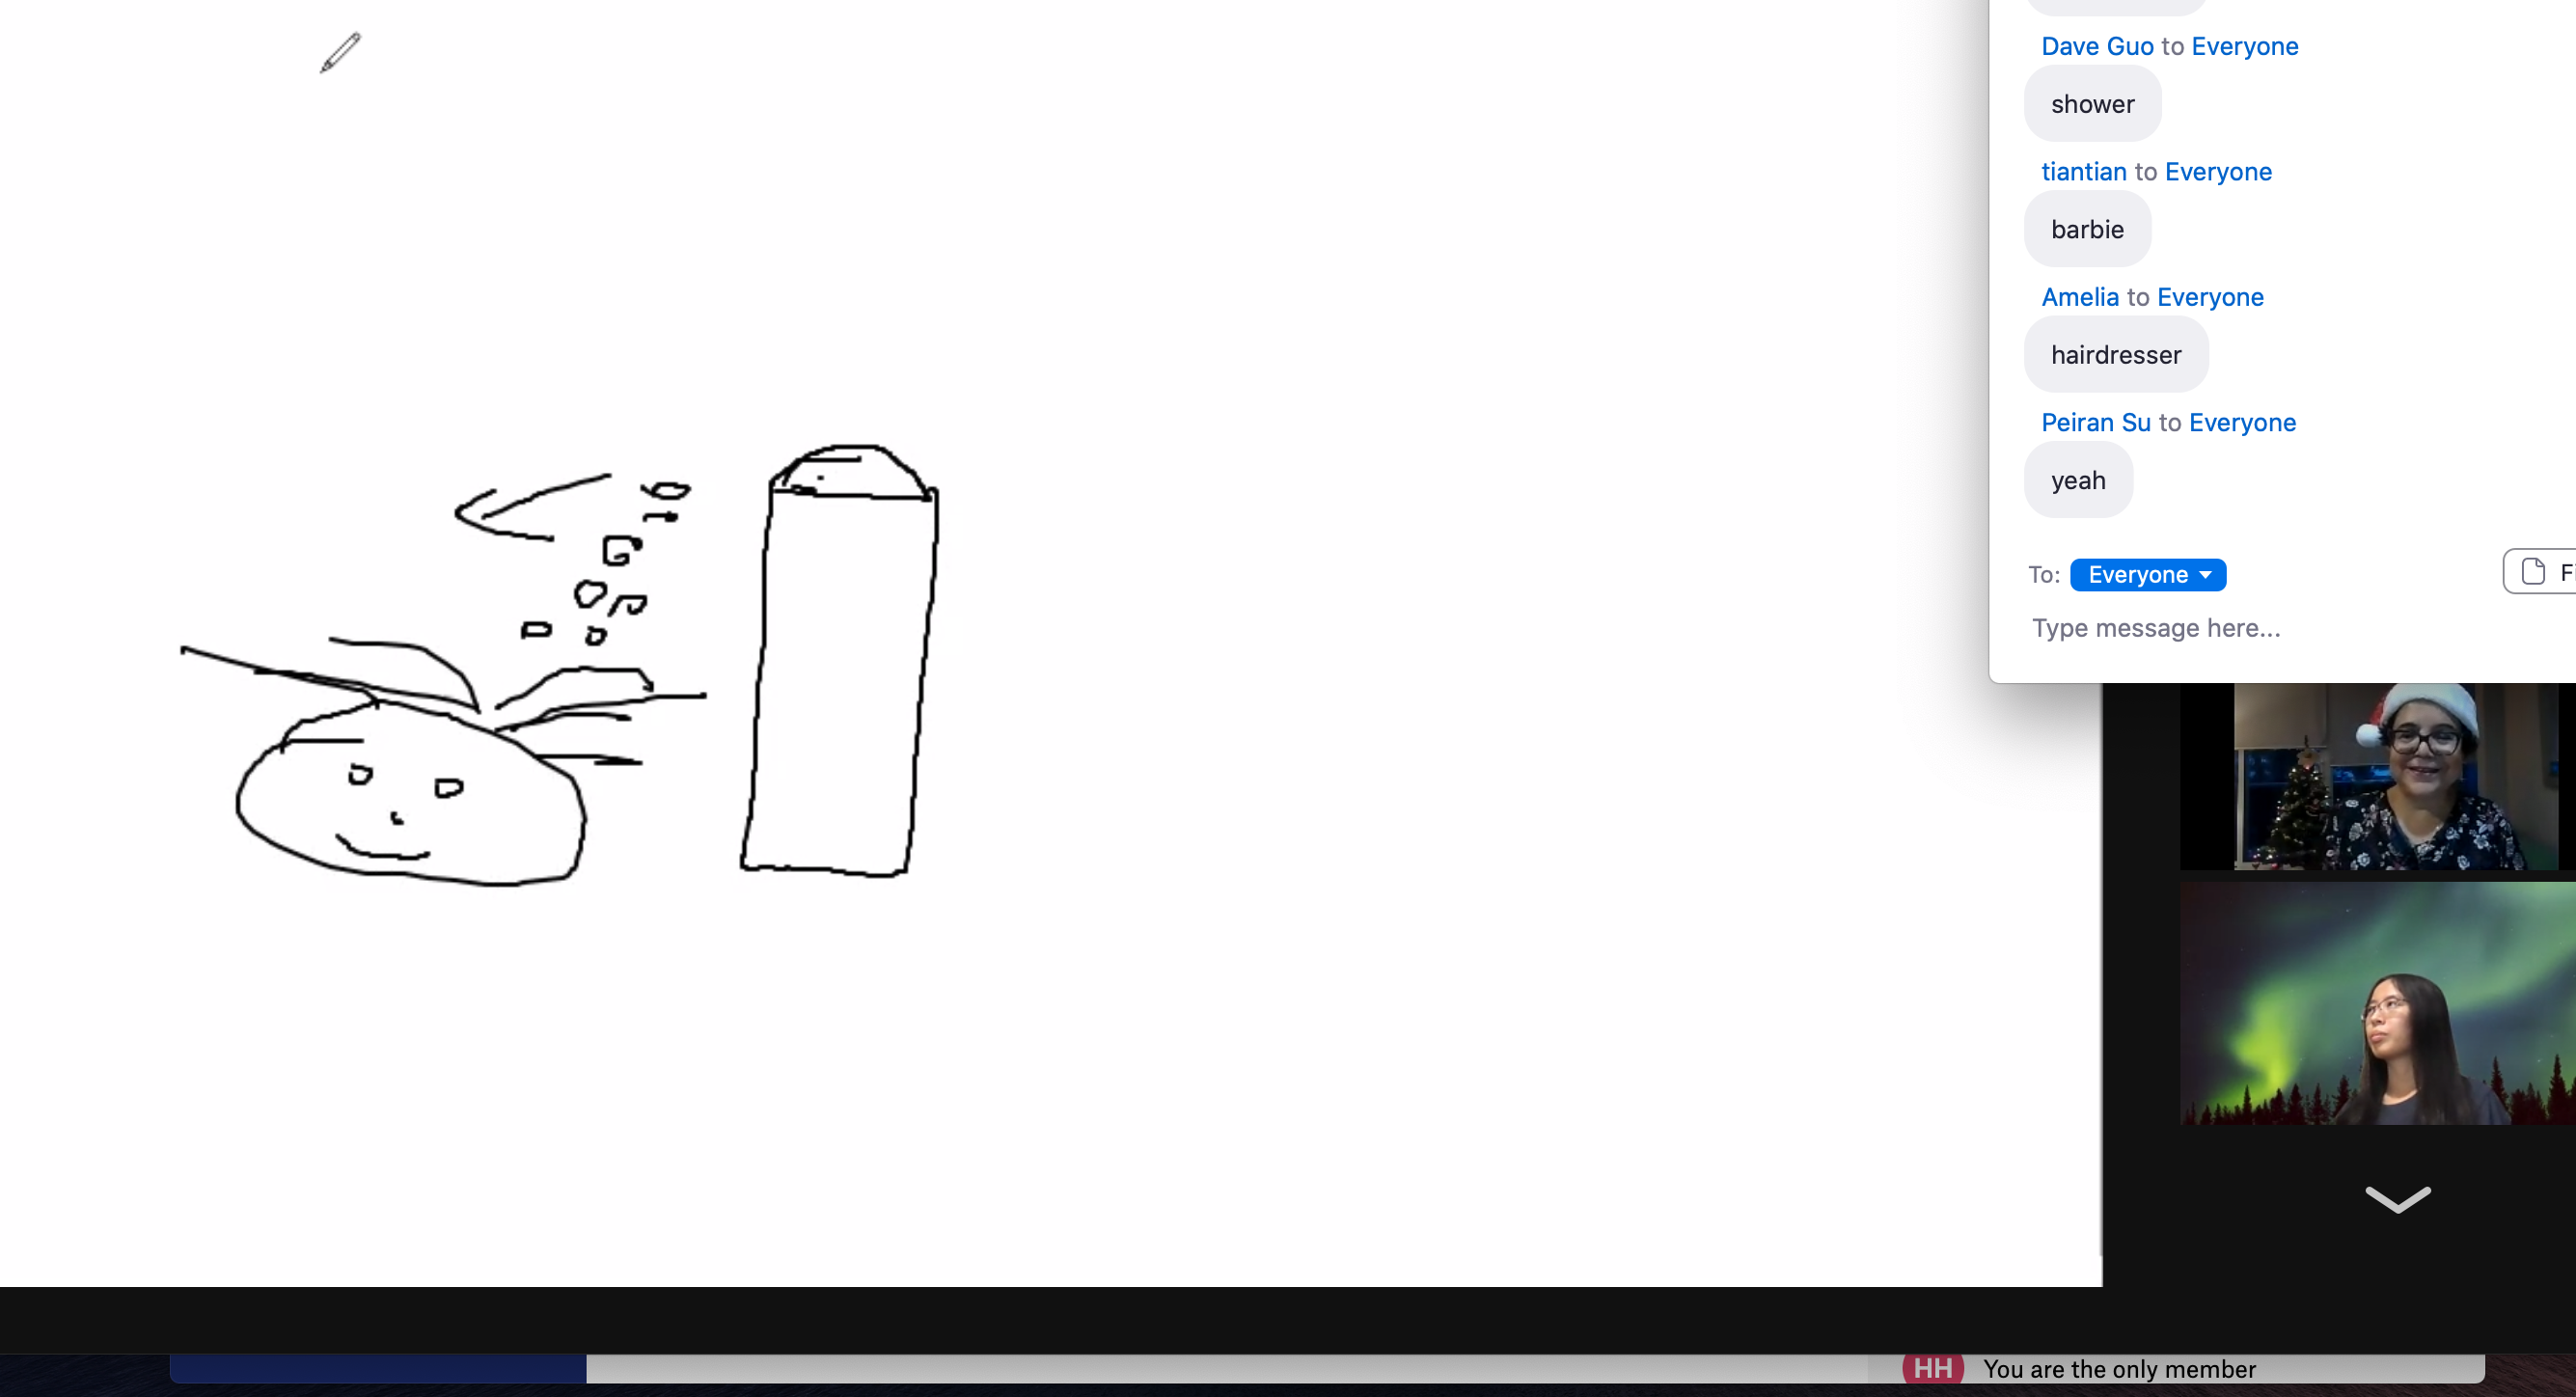 Dave Guo to Everyone
shower
tiantian to Everyone
barbie
Amelia to Everyone
hairdresser
Peiran Su to Everyone
yeah
To: Everyone
Fi
Type message here...
HH You are the only member